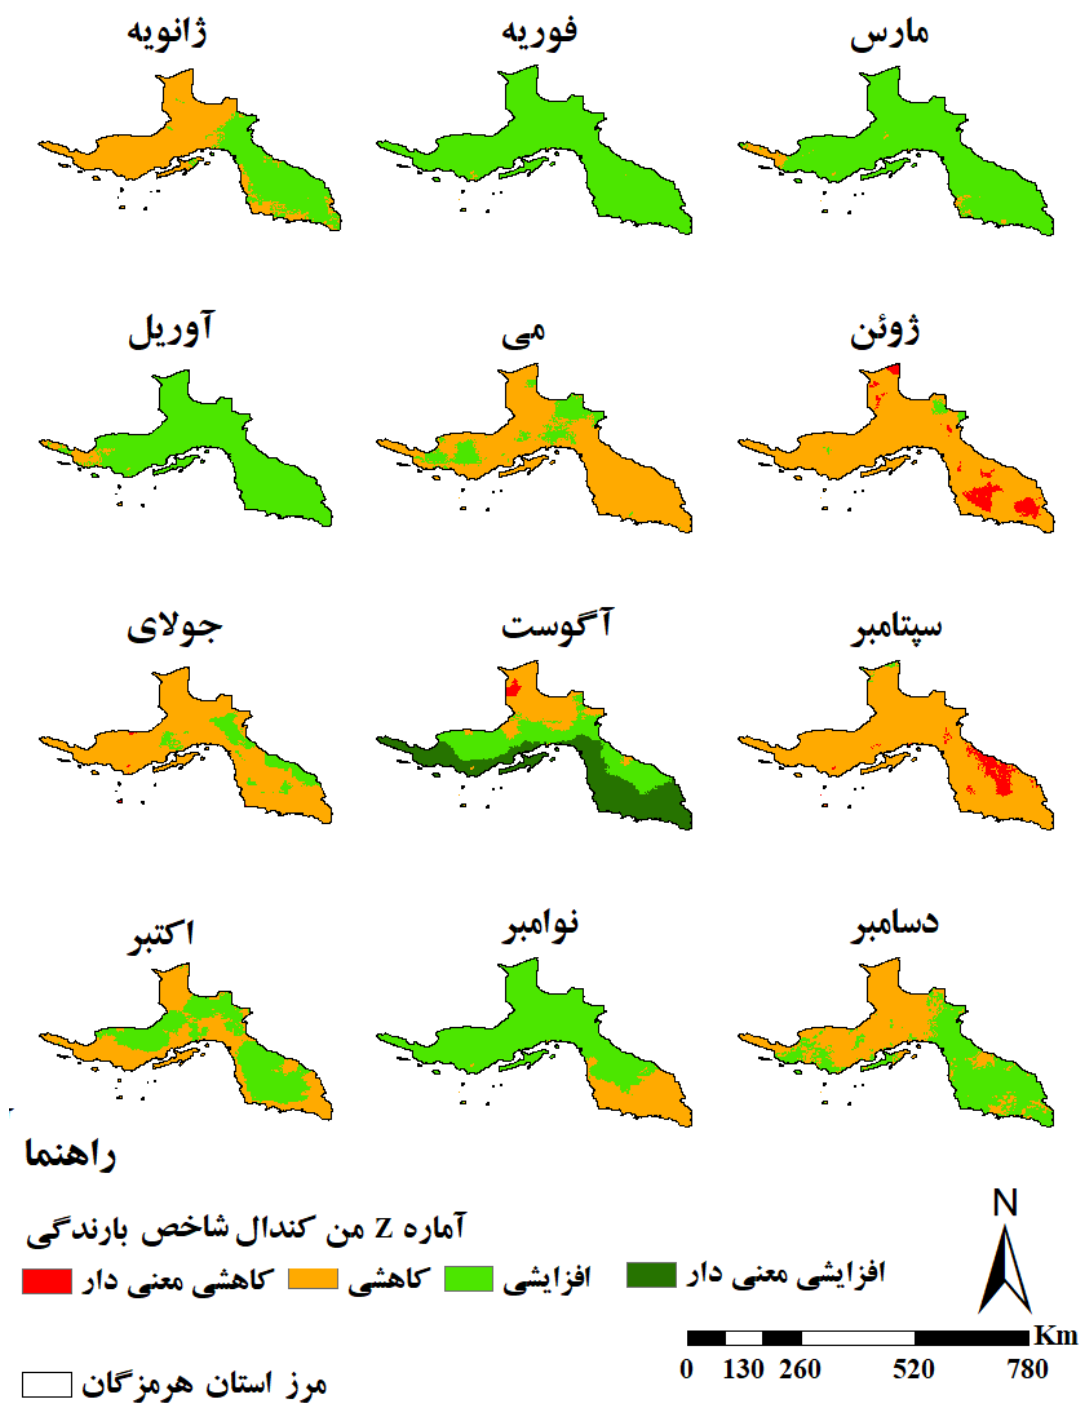 ژانویه
فوریه
مارس
آوریل
می
ژوئن
جولای
آگوست
سپتامبر
اکتبر
نوامبر
دسامبر
راهنما
آماره Z من کندال شاخص بارندگی
کاهشی معنی دار
کاهشی
افزایشی
افزایشی معنی دار
مرز استان هرمزگان
N
Km
0 130 260 520 780